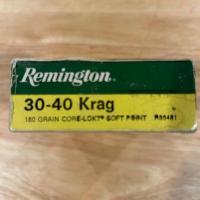 Remington.
30-40 Krag
180 GRAIN CORE-LOKT® SOFT POINT